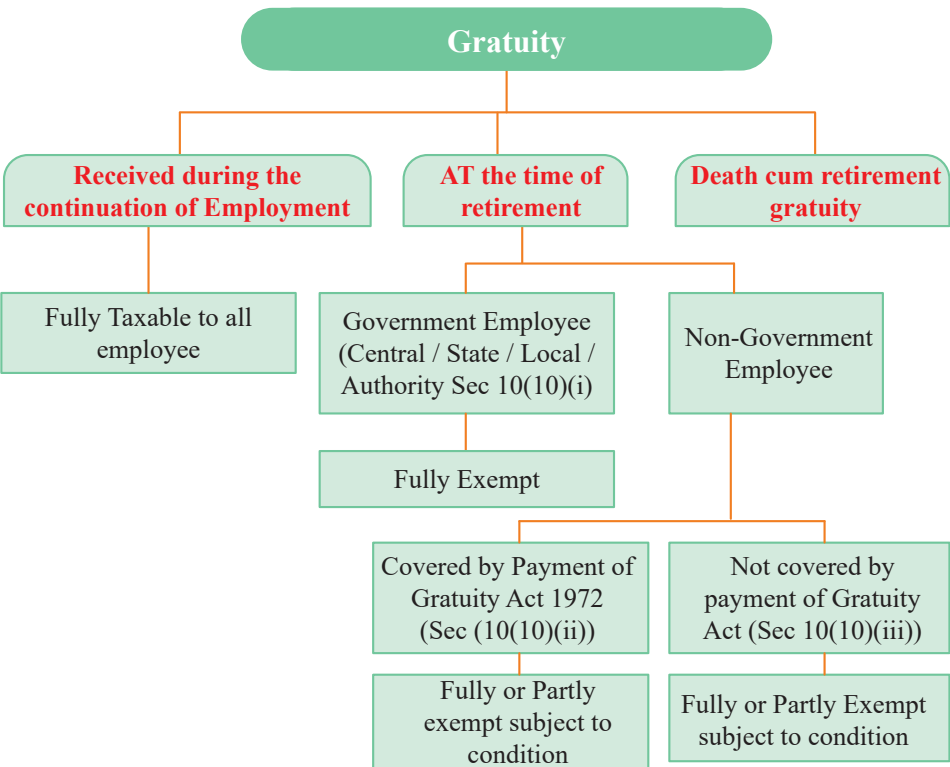 Gratuity
Received during the
continuation of Employment
AT the time of
retirement
Death cum retirement
gratuity
Fully Taxable to all
employee
Government Employee
(Central / State / Local /
Authority Sec 10(10)(i)
Non-Government
Employee
Fully Exempt
Covered by Payment of
Gratuity Act 1972
(Sec (10(10)(ii))
Not covered by
payment of Gratuity
Act (Sec 10(10)(iii))
Fully or Partly
exempt subject to
condition
Fully or Partly Exempt
subject to condition